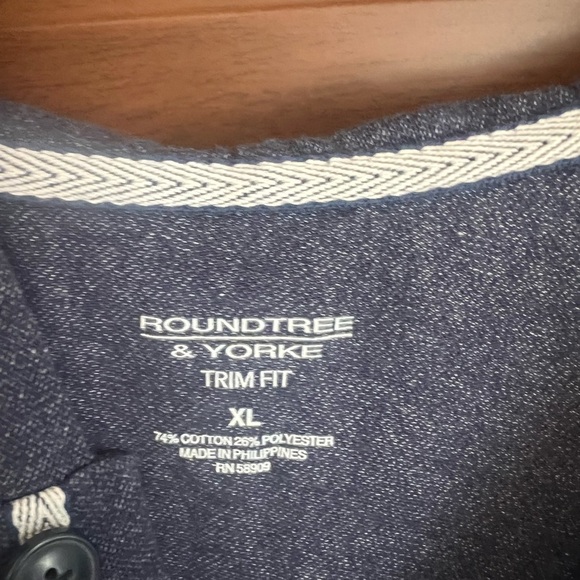 ROUNDTREE
& YORKE
TRIM FIT
XL
74% COTTON 26% POLYESTER
MADE IN PHILIPPINES
RN 58909